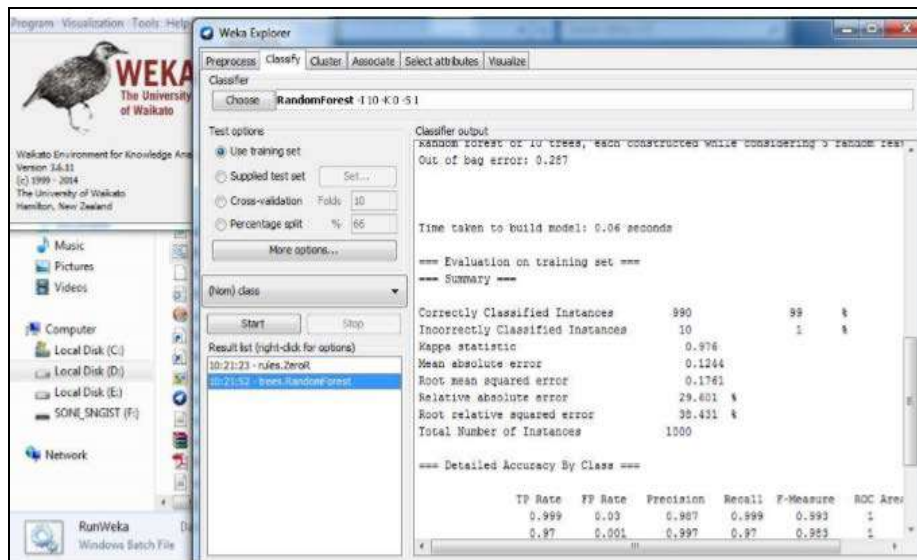 Program Visualization Tools Help
WEKA
The University
of Waikato
Waikato Environment for Knowledge Ana
Version 3.6.11
(c) 1999 - 2014
The University of Waikato
Hamilton, New Zealand
Music
Pictures
Videos
Computer
Local Disk (C:)
Local Disk (D:)
Local Disk (E:)
SONI_SNGIST (F:)
Network
RunWeka
Windows Batch File
Weka Explorer
Preprocess Classify Cluster Associate Select attributes Visualize
Classifier
Choose RandomForest -I 10 -K 0 -S 1
Test options
Use training set
Supplied test set Set...
Cross-validation Folds 10
Percentage split % 66
More options...
(Nom) class
Start Stop
Result list (right-click for options)
10:21:23 - rules.ZeroR
10:21:52 - trees.RandomForest
Classifier output
Random forest of 10 trees, each constructed while considering 5 random
Out of bag error: 0.287
Time taken to build model: 0.06 seconds
=== Evaluation on training set ===
=== Summary ===
Correctly Classified Instances 990 99 %
Incorrectly Classified Instances 10 1 %
Kappa statistic 0.976
Mean absolute error 0.1244
Root mean squared error 0.1761
Relative absolute error 29.601 %
Root relative squared error 38.431 %
Total Number of Instances 1000
=== Detailed Accuracy By Class ===
TP Rate FP Rate Precision Recall F-Measure ROC Area
0.999 0.03 0.987 0.999 0.993 1
0.97 0.001 0.997 0.97 0.983 1